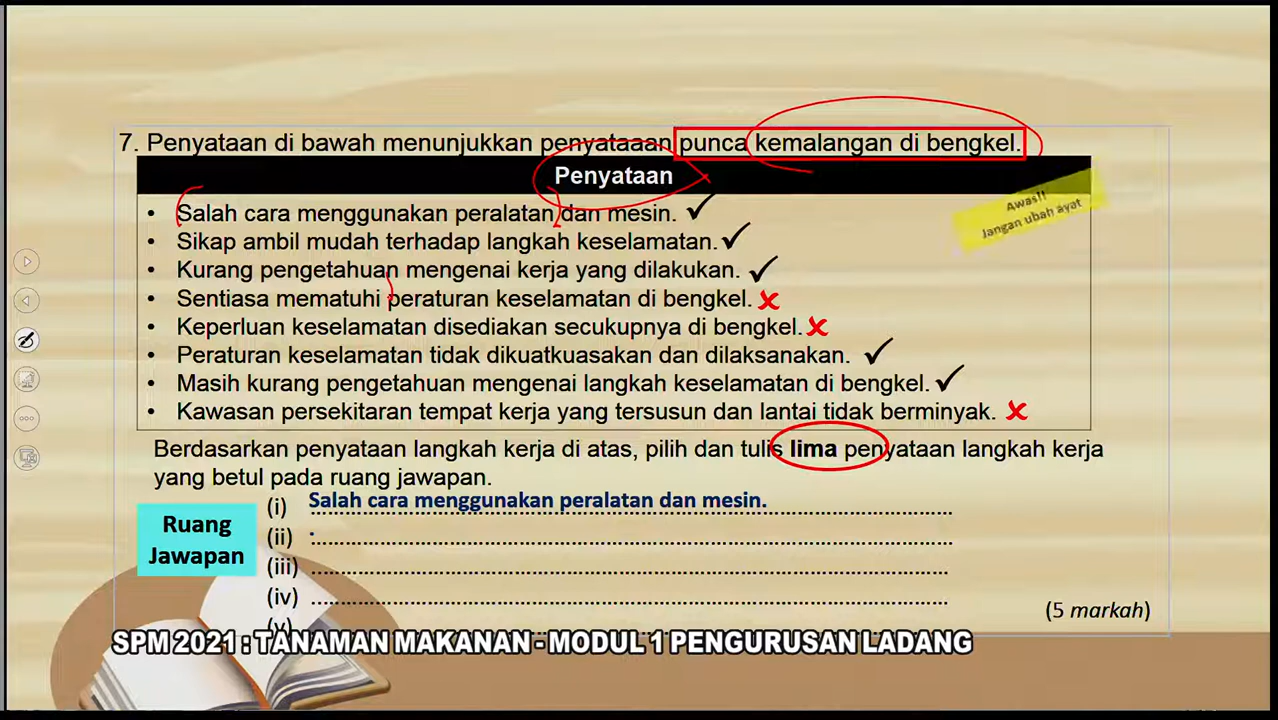 7. Penyataan di bawah menunjukkan penyataaan punca kemalangan di bengkel.
Penyataan
Awas!!
Jangan ubah ayat
• Salah cara menggunakan peralatan dan mesin. ✓
• Sikap ambil mudah terhadap langkah keselamatan. ✓
• Kurang pengetahuan mengenai kerja yang dilakukan. ✓
• Sentiasa mematuhi peraturan keselamatan di bengkel. ✗
• Keperluan keselamatan disediakan secukupnya di bengkel. ✗
• Peraturan keselamatan tidak dikuatkuasakan dan dilaksanakan. ✓
• Masih kurang pengetahuan mengenai langkah keselamatan di bengkel. ✓
• Kawasan persekitaran tempat kerja yang tersusun dan lantai tidak berminyak. ✗
Berdasarkan penyataan langkah kerja di atas, pilih dan tulis lima penyataan langkah kerja
yang betul pada ruang jawapan.
Ruang
Jawapan
(i) Salah cara menggunakan peralatan dan mesin.
(ii)
(iii)
(iv)
(v)
(5 markah)
SPM 2021 : TANAMAN MAKANAN - MODUL 1 PENGURUSAN LADANG